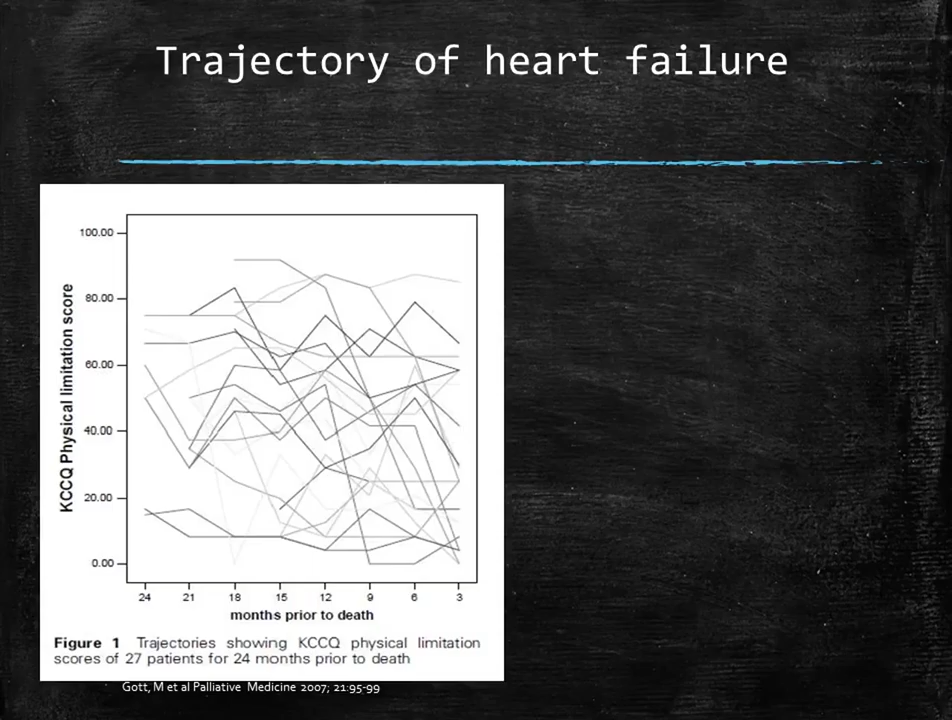 Trajectory of heart failure
100.00
80.00
60.00
40.00
20.00
0.00
KCCQ Physical limitation score
24 21 18 15 12 9 6 3
months prior to death
Figure 1 Trajectories showing KCCQ physical limitation
scores of 27 patients for 24 months prior to death
Gott, M et al Palliative Medicine 2007; 21:95-99